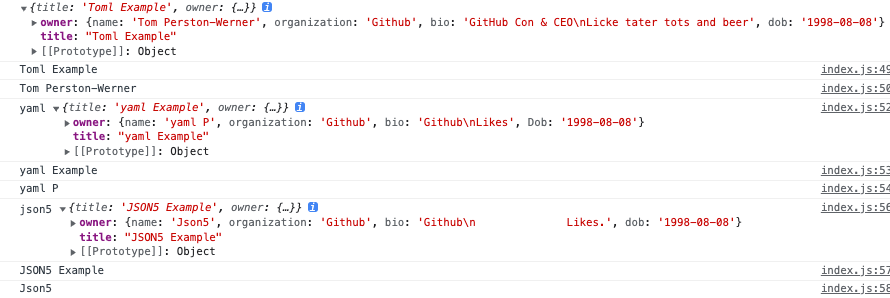 ▼{title: 'Toml Example', owner: {…}} i
▶owner: {name: 'Tom Perston-Werner', organization: 'Github', bio: 'GitHub Con & CEO\nLicke tater tots and beer', dob: '1998-08-08'}
title: "Toml Example"
▶[[Prototype]]: Object
Toml Example index.js:49
Tom Perston-Werner index.js:50
yaml ▼{title: 'yaml Example', owner: {…}} i index.js:52
▶owner: {name: 'yaml P', organization: 'Github', bio: 'Github\nLikes', Dob: '1998-08-08'}
title: "yaml Example"
▶[[Prototype]]: Object
yaml Example index.js:53
yaml P index.js:54
json5 ▼{title: 'JSON5 Example', owner: {…}} i index.js:56
▶owner: {name: 'Json5', organization: 'Github', bio: 'Github\n              Likes.', dob: '1998-08-08'}
title: "JSON5 Example"
▶[[Prototype]]: Object
JSON5 Example index.js:57
Json5 index.js:58